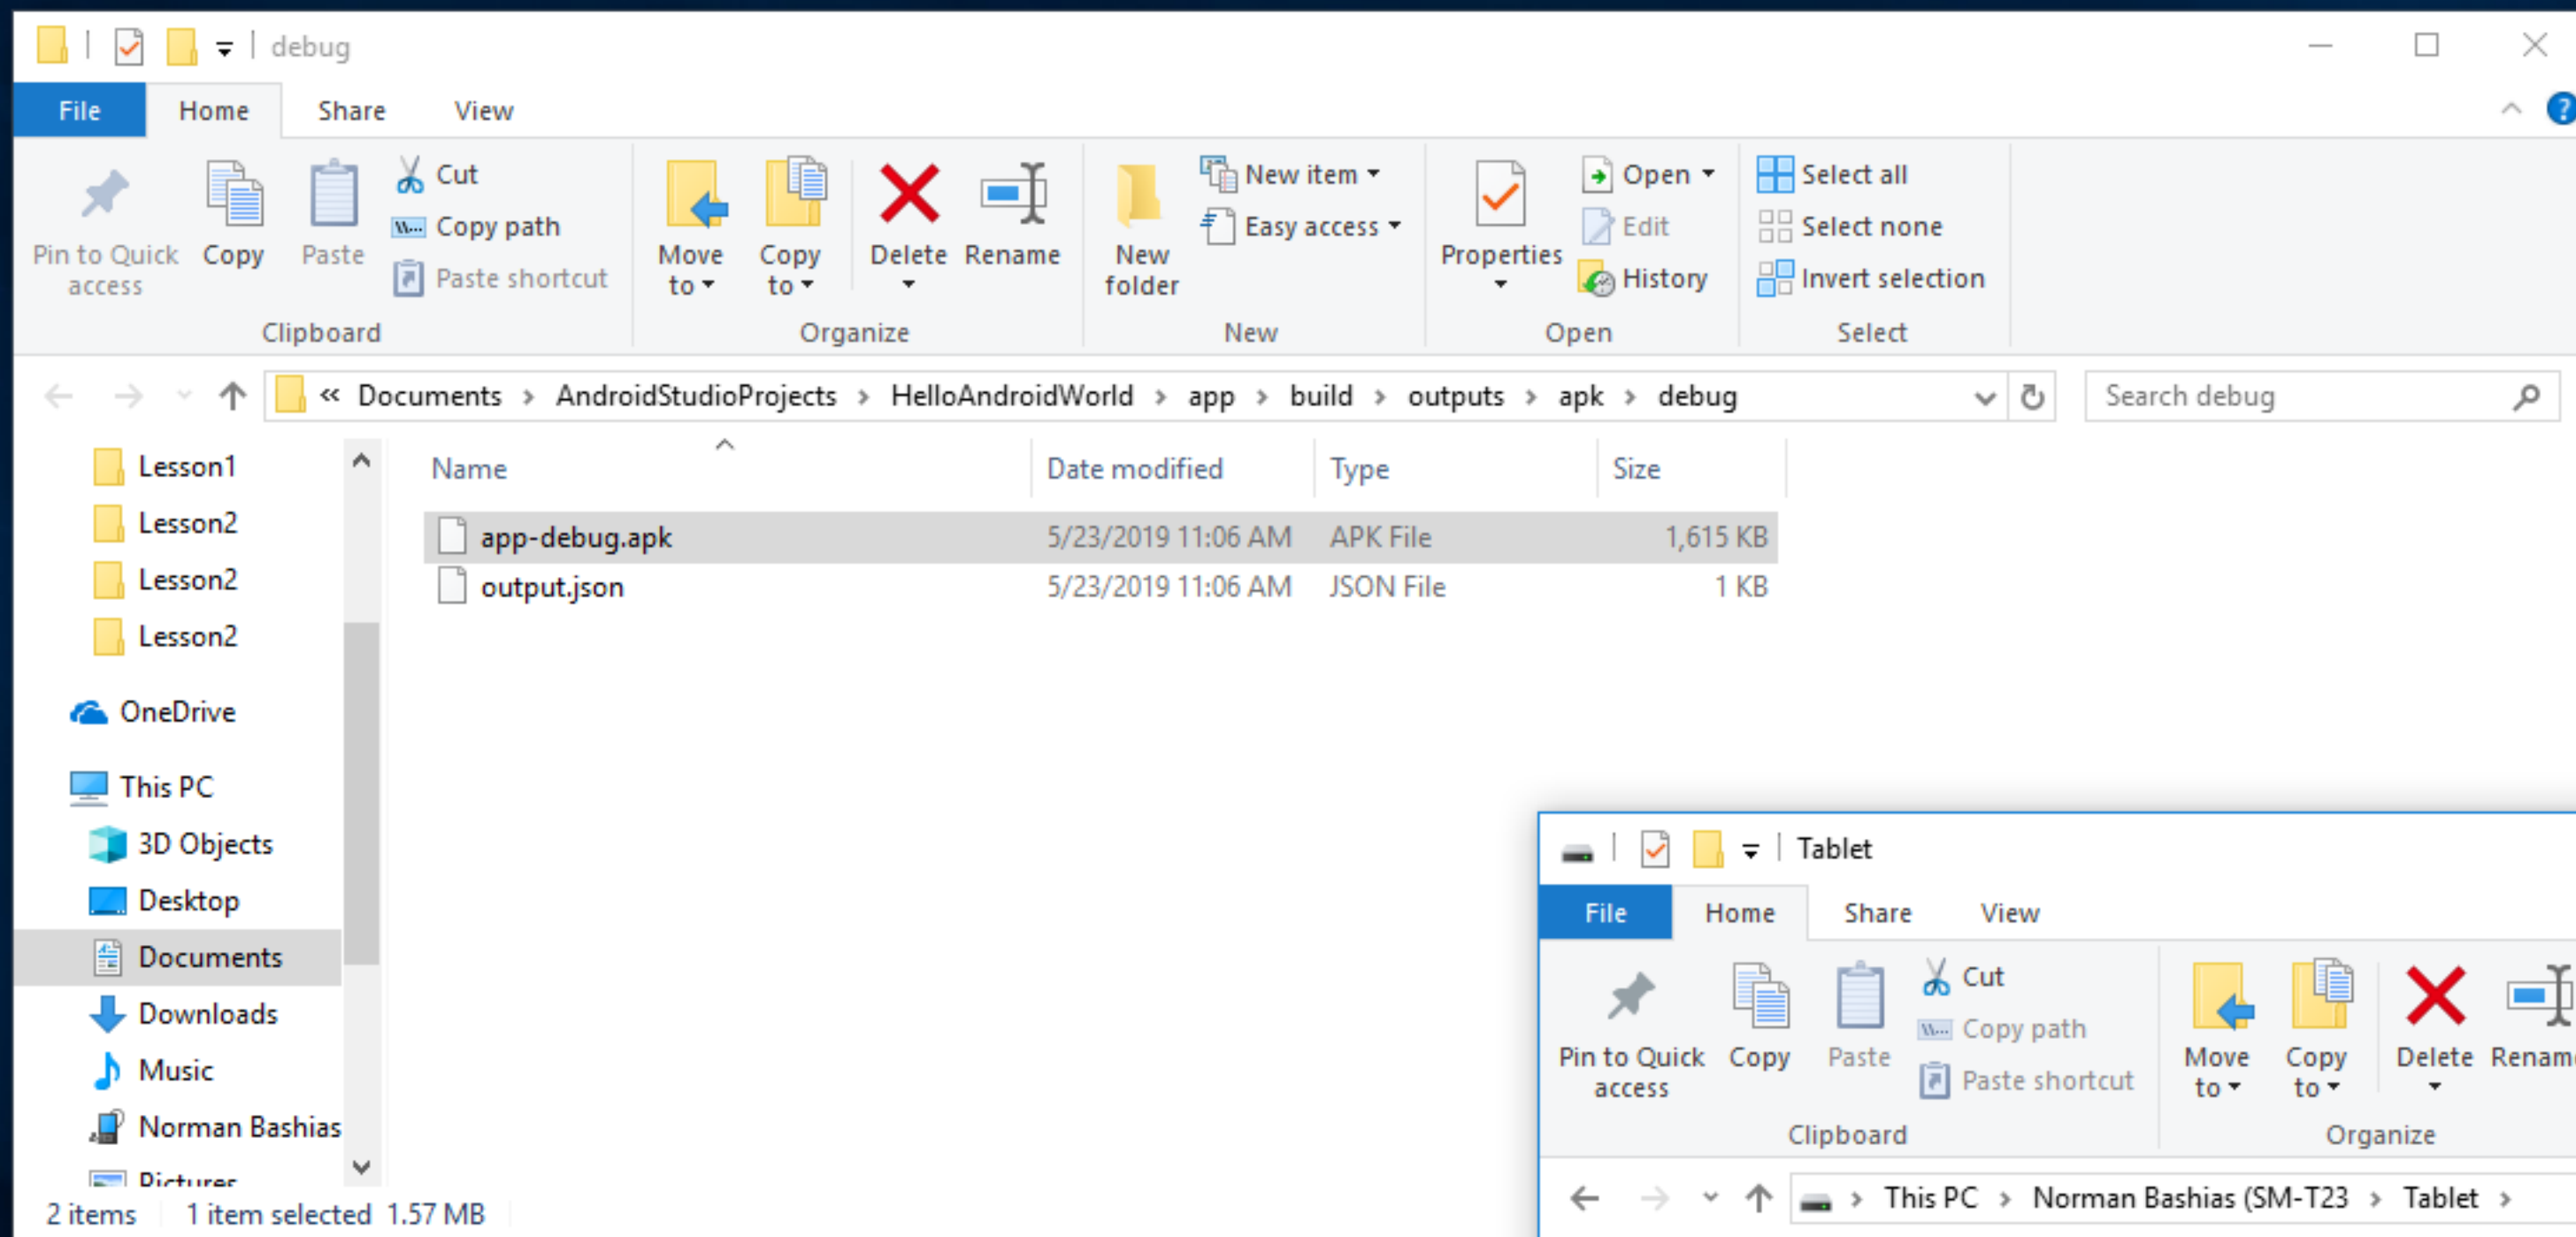 debug
File Home Share View
Pin to Quick access
Copy
Paste
Cut
Copy path
Paste shortcut
Clipboard
Move to
Copy to
Delete
Rename
Organize
New folder
New item
Easy access
New
Properties
Open
Edit
History
Open
Select all
Select none
Invert selection
Select
« Documents > AndroidStudioProjects > HelloAndroidWorld > app > build > outputs > apk > debug
Search debug
Lesson1
Lesson2
Lesson2
Lesson2
OneDrive
This PC
3D Objects
Desktop
Documents
Downloads
Music
Norman Bashias
Pictures
Name Date modified Type Size
app-debug.apk 5/23/2019 11:06 AM APK File 1,615 KB
output.json 5/23/2019 11:06 AM JSON File 1 KB
2 items 1 item selected 1.57 MB
Tablet
File Home Share View
Pin to Quick access
Copy
Paste
Cut
Copy path
Paste shortcut
Clipboard
Move to
Copy to
Delete
Renam
Organize
> This PC > Norman Bashias (SM-T23 > Tablet >